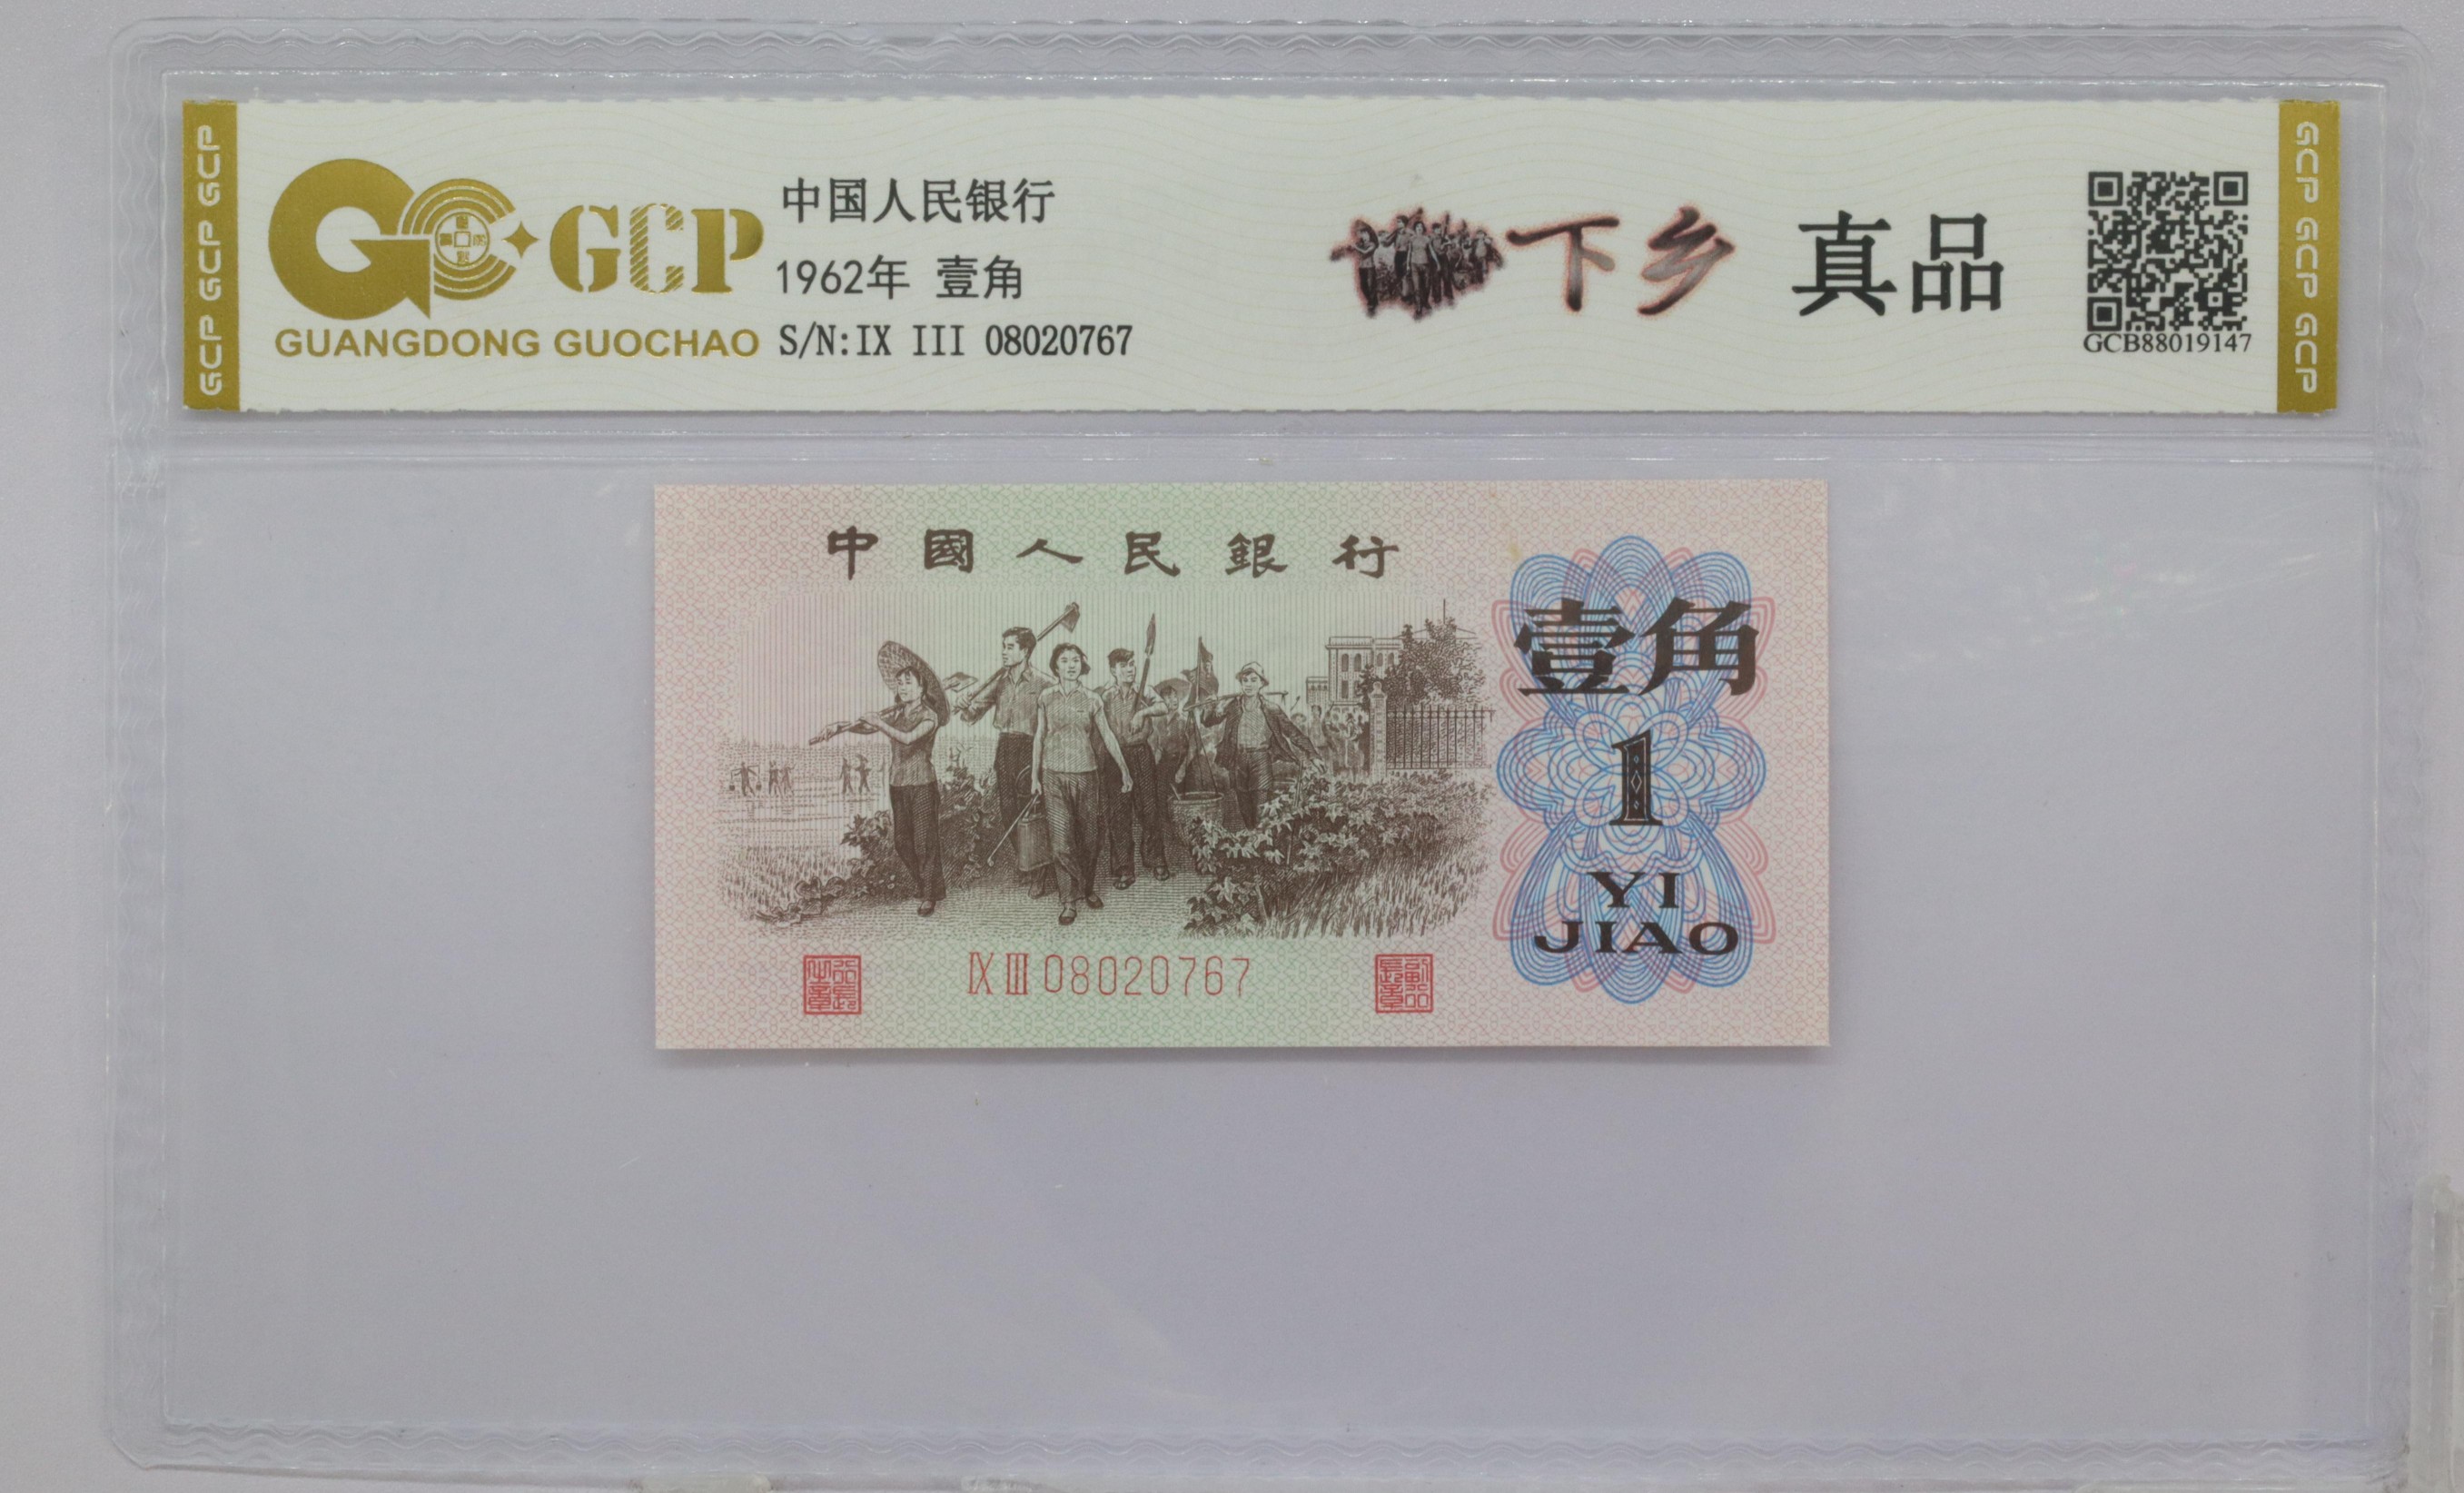 GCP GCP GCP
GCP
GUANGDONG GUOCHAO
中国人民银行
1962年 壹角
S/N:IX III 08020767
下乡 真品
GCB88019147
GCP GCP GCP
中國人民銀行
壹角
1
YI
JIAO
IX III 08020767